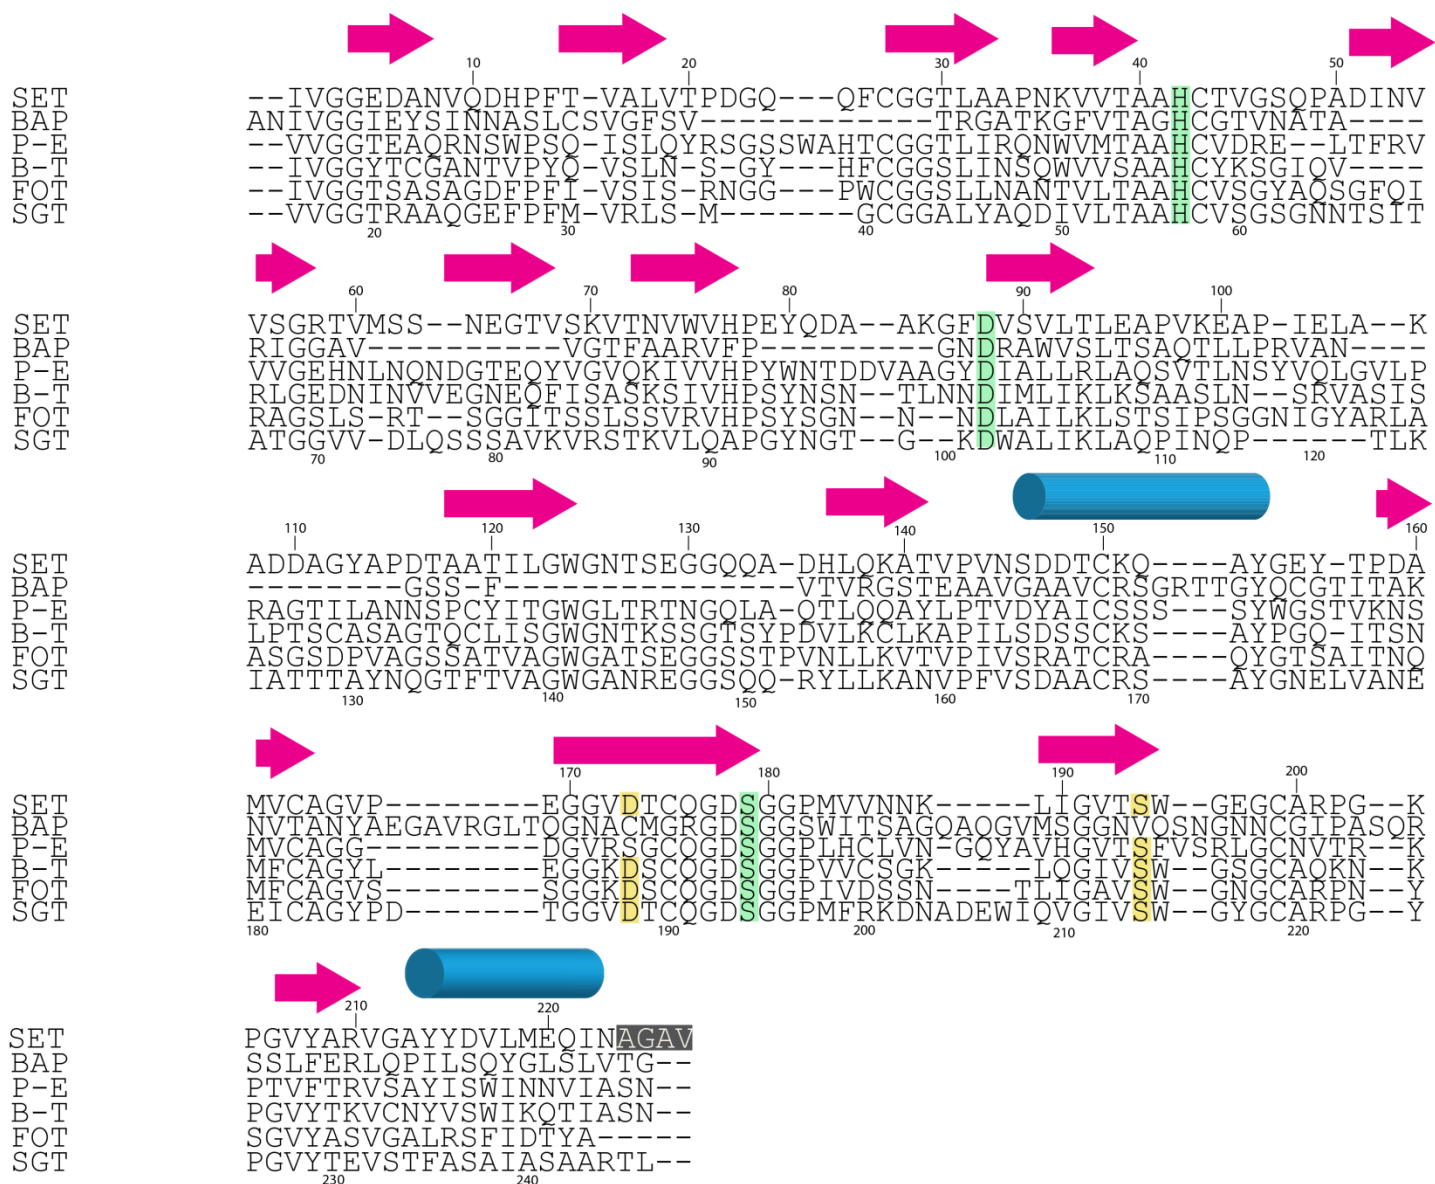 10 20 30 40 50
SET --IVGGEDANVQDHPFT-VALVTPDGQ---QFCGGTLAAPNKVVTAAHCTVGSQPADINV
BAP ANIVGGIEYSINNASLCSVGFSV------------TRGATKGFVTAGHCGTVNATA----
P-E --VVGGTEAQRNSWPSQ-ISLQYRSGSSWAHTCGGTLIRQNWVMTAAHCVDRE--LTFRV
B-T --IVGGYTCGANTVPYQ-VSLN-S-GY---HFCGGSLINSQWVVSAAHCYKSGIQV----
FOT --IVGGTSASAGDFPFI-VSIS-RNGG---PWCGGSLLNANTVLTAAHCVSGYAQSGFQI
SGT --VVGGTRAAQGEFPFM-VRLS-M-------GCGGALYAQDIVLTAAHCVSGSGNNTSIT
20 30 40 50 60
60 70 80 90 100
SET VSGRTVMSS--NEGTVSKVTNVWVHPEYQDA--AKGFDVSVLTLEAPVKEAP-IELA--K
BAP RIGGAV----------VGTFAARVFP---------GNDRAWVSLTSAQTLLPRVAN----
P-E VVGEHNLNQNDGTEQYVGVQKIVVHPYWNTDDVAAGYDIALLRLAQSVTLNSYVQLGVLP
B-T RLGEDNINVVEGNEQFISASKSIVHPSYNSN--TLNNDIMLIKLKSAASLN--SRVASIS
FOT RAGSLS-RT--SGGITSSLSSVRVHPSYSGN--N--NDLAILKLSTSIPSGGNIGYARLA
SGT ATGGVV-DLQSSSAVKVRSTKVLQAPGYNGT--G--KDWALIKLAQPINQP-----TLK
70 80 90 100 110 120
110 120 130 140 150 160
SET ADDAGYAPDTAATILGWGNTSEGGQQA-DHLQKATVPVNSDDTCKQ----AYGEY-TPDA
BAP --------GSS-F---------------VTVRGSTEAAVGAAVCRSGRTTGYQCGTITAK
P-E RAGTILANNSPCYITGWGLTRTNGQLA-QTLQQAYLPTVDYAICSSS---SYWGSTVKNS
B-T LPTSCASAGTQCLISGWGNTKSSGTSYPDVLKCLKAPILSDSSCKS----AYPGQ-ITSN
FOT ASGSDPVAGSSATVAGWGATSEGGSSTPVNLLKVTVPIVSRATCRA----QYGTSAITNQ
SGT IATTTAYNQGTFTVAGWGANREGGSQQ-RYLLKANVPFVSDAACRS----AYGNELVANE
130 140 150 160 170
170 180 190 200
SET MVCAGVP--------EGGVDTCQGDSGGPMVVNNK-----LIGVTSW--GEGCARPG--K
BAP NVTANYAEGAVRGLTQGNACMGRGDSGGSWITSAGQAQGVMSGGNVQSNGNNCGIPASQR
P-E MVCAGG---------DGVRSGCQGDSGGPLHCLVN-GQYAVHGVTSFVSRLGCNVTR--K
B-T MFCAGYL--------EGGKDSCQGDSGGPVVCSGK-----LQGIVSW--GSGCAQKN--K
FOT MFCAGVS--------SGGKDSCQGDSGGPIVDSSN----TLIGAVSW--GNGCARPN--Y
SGT EICAGYPD-------TGGVDTCQGDSGGPMFRKDNADEWIQVGIVSW--GYGCARPG--Y
180 190 200 210 220
210 220
SET PGVYARVGAYYDVLMEQINAGAV
BAP SSLFERLQPILSQYGLSLVTG--
P-E PTVFTRVSAYISWINNVIASN--
B-T PGVYTKVCNYVSWIKQTIASN--
FOT SGVYASVGALRSFIDTYA-----
SGT PGVYTEVSTFASAIASAARTL--
230 240